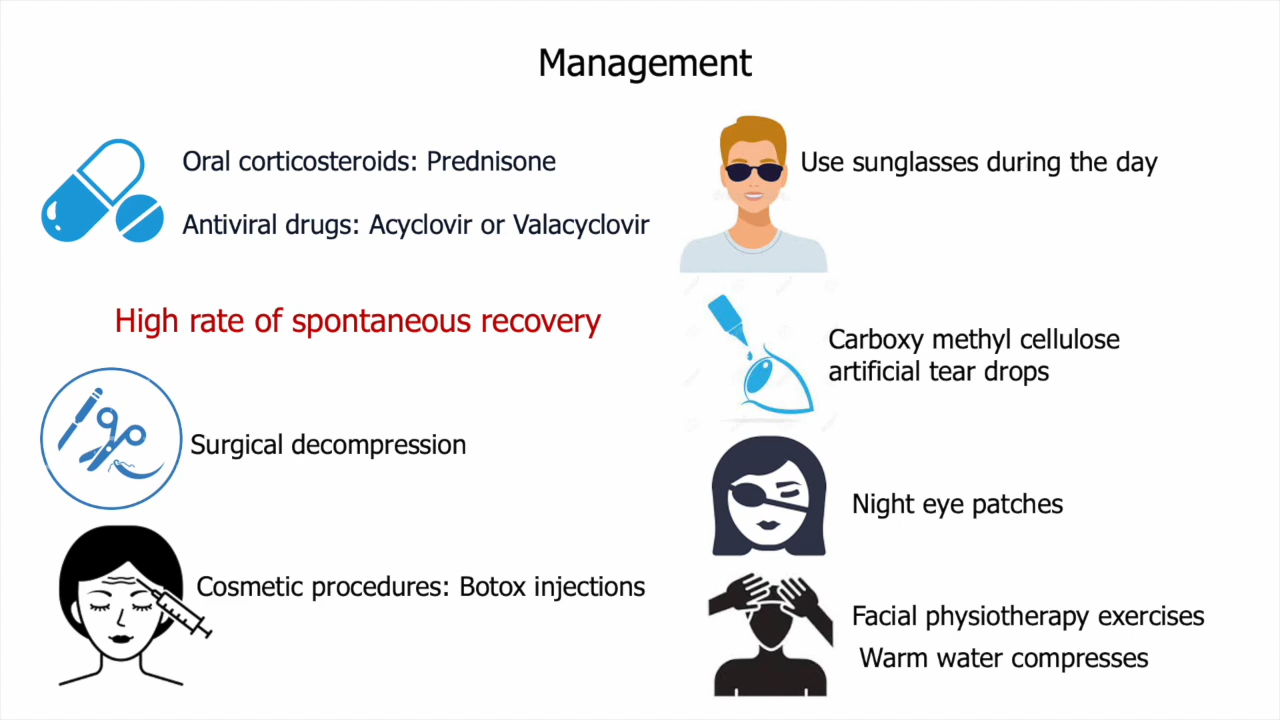 Management
Oral corticosteroids: Prednisone
Antiviral drugs: Acyclovir or Valacyclovir
High rate of spontaneous recovery
Surgical decompression
Cosmetic procedures: Botox injections
Use sunglasses during the day
Carboxy methyl cellulose
artificial tear drops
Night eye patches
Facial physiotherapy exercises
Warm water compresses